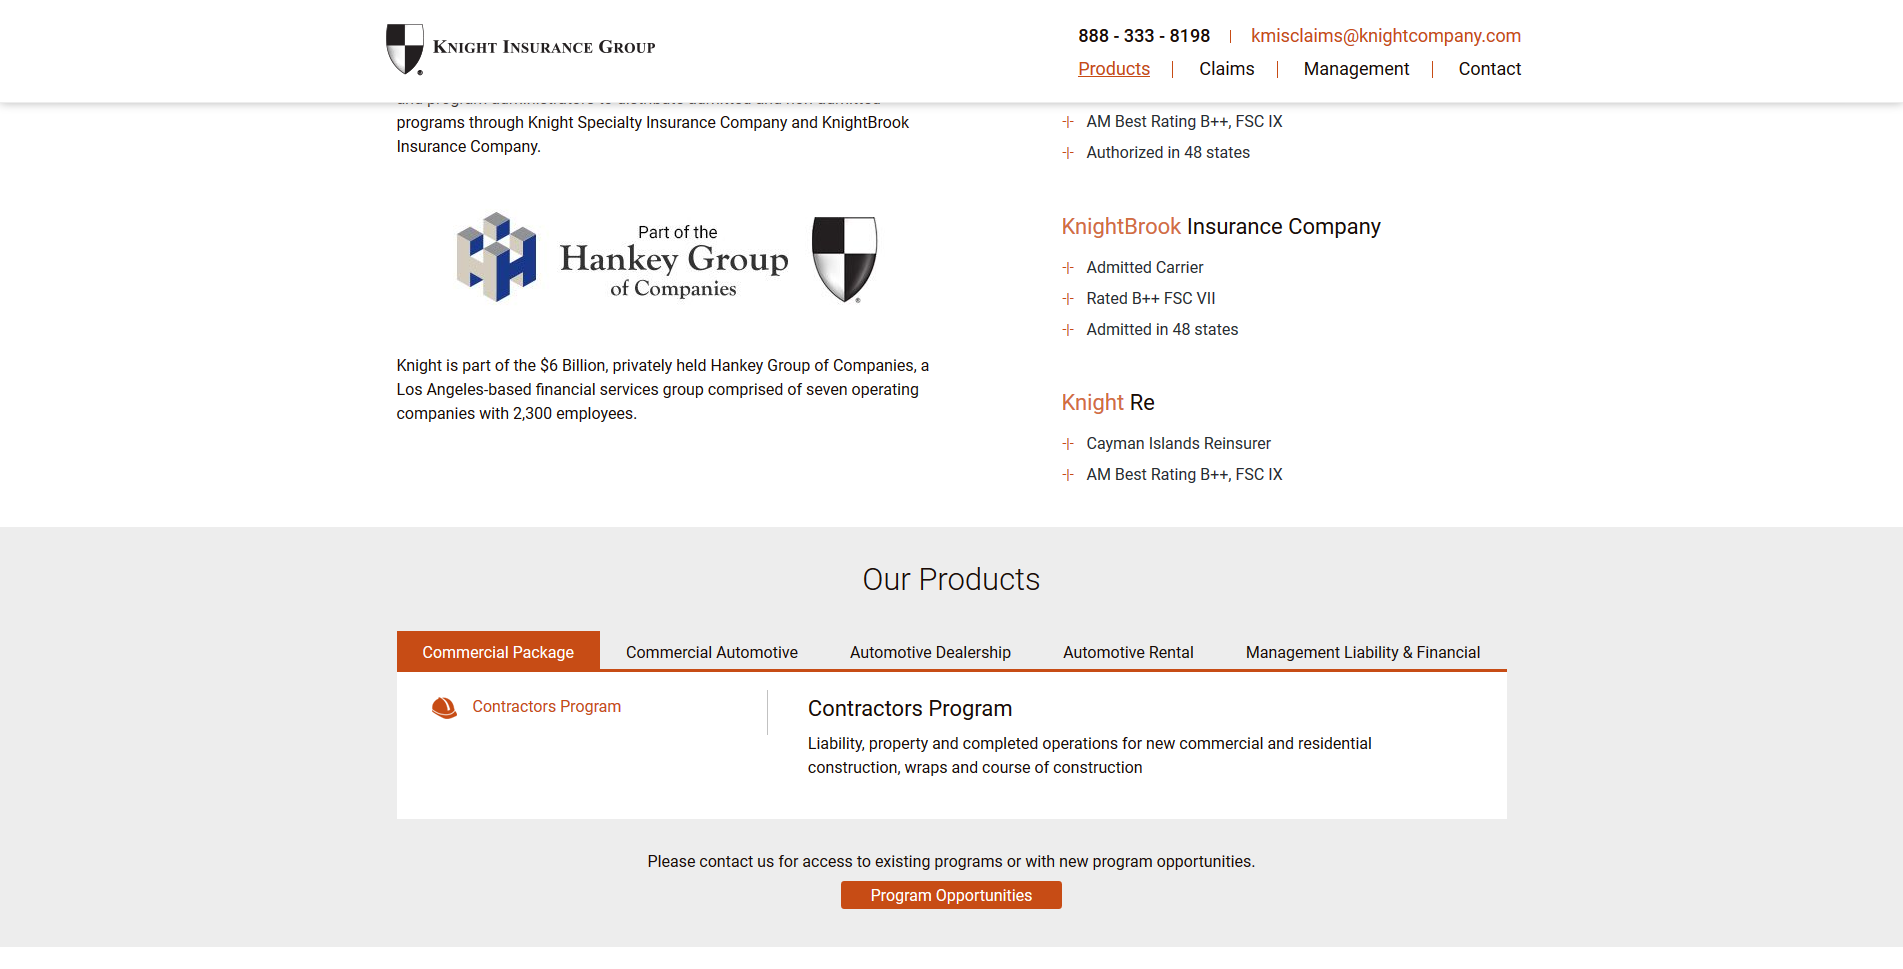 KNIGHT INSURANCE GROUP
888 - 333 - 8198 | kmisclaims@knightcompany.com
Products | Claims | Management | Contact
programs through Knight Specialty Insurance Company and KnightBrook
Insurance Company.
Part of the
Hankey Group
of Companies
Knight is part of the $6 Billion, privately held Hankey Group of Companies, a
Los Angeles-based financial services group comprised of seven operating
companies with 2,300 employees.
AM Best Rating B++, FSC IX
Authorized in 48 states
KnightBrook Insurance Company
Admitted Carrier
Rated B++ FSC VII
Admitted in 48 states
Knight Re
Cayman Islands Reinsurer
AM Best Rating B++, FSC IX
Our Products
Commercial Package Commercial Automotive Automotive Dealership Automotive Rental Management Liability & Financial
Contractors Program
Contractors Program
Liability, property and completed operations for new commercial and residential
construction, wraps and course of construction
Please contact us for access to existing programs or with new program opportunities.
Program Opportunities